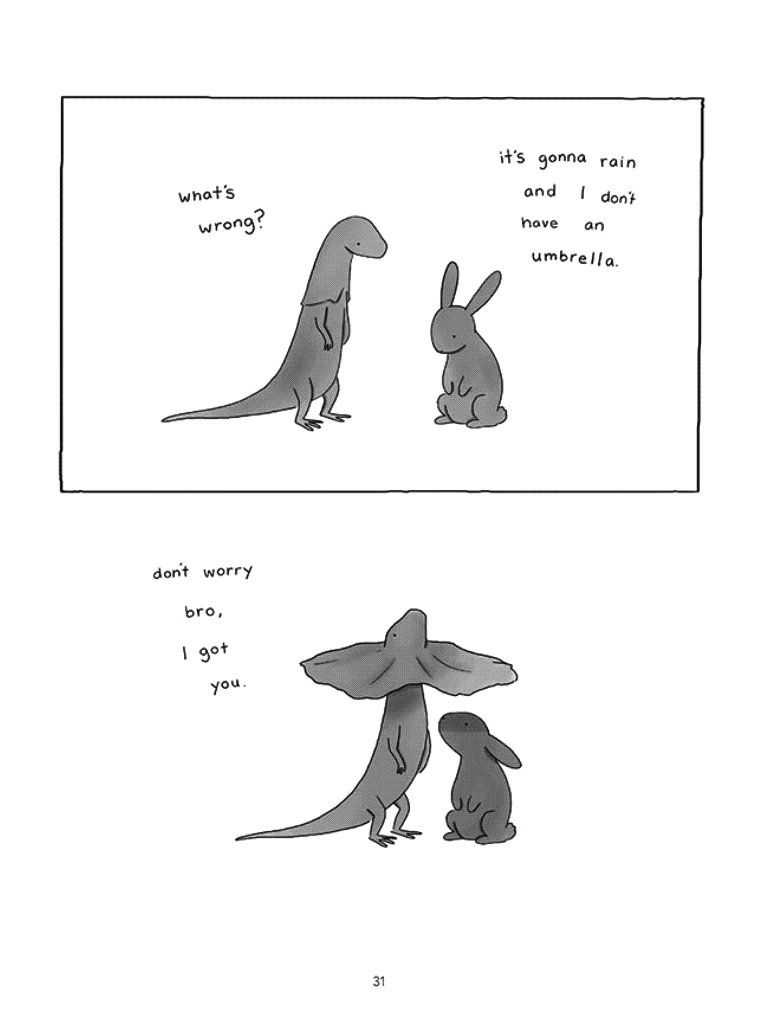 what's
wrong?
it's gonna rain
and I don't
have an
umbrella.
don't worry
bro,
I got
you.
31